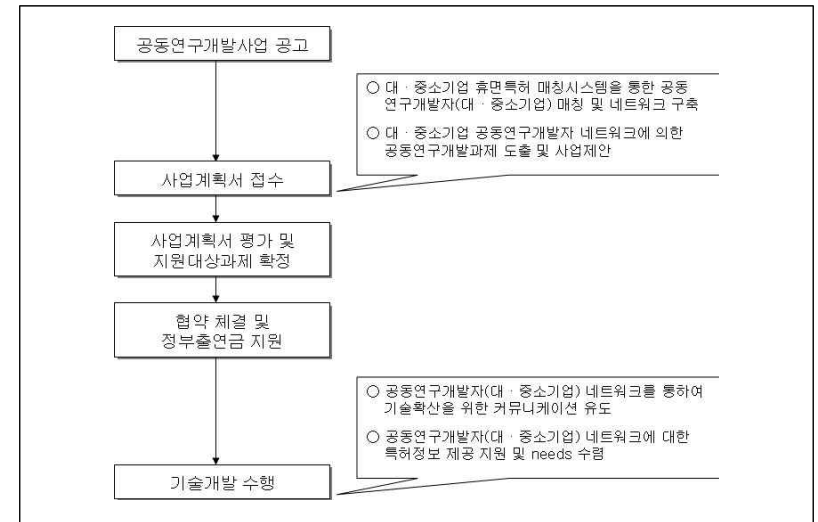 공동연구개발사업 공고
○ 대 · 중소기업 휴면특허 매칭시스템을 통한 공동
연구개발자(대 · 중소기업) 매칭 및 네트워크 구축
○ 대 · 중소기업 공동연구개발자 네트워크에 의한
공동연구개발과제 도출 및 사업제안
사업계획서 접수
사업계획서 평가 및
지원대상과제 확정
협약 체결 및
정부출연금 지원
○ 공동연구개발자(대 · 중소기업) 네트워크를 통하여
기술확산을 위한 커뮤니케이션 유도
○ 공동연구개발자(대 · 중소기업) 네트워크에 대한
특허정보 제공 지원 및 needs 수렴
기술개발 수행